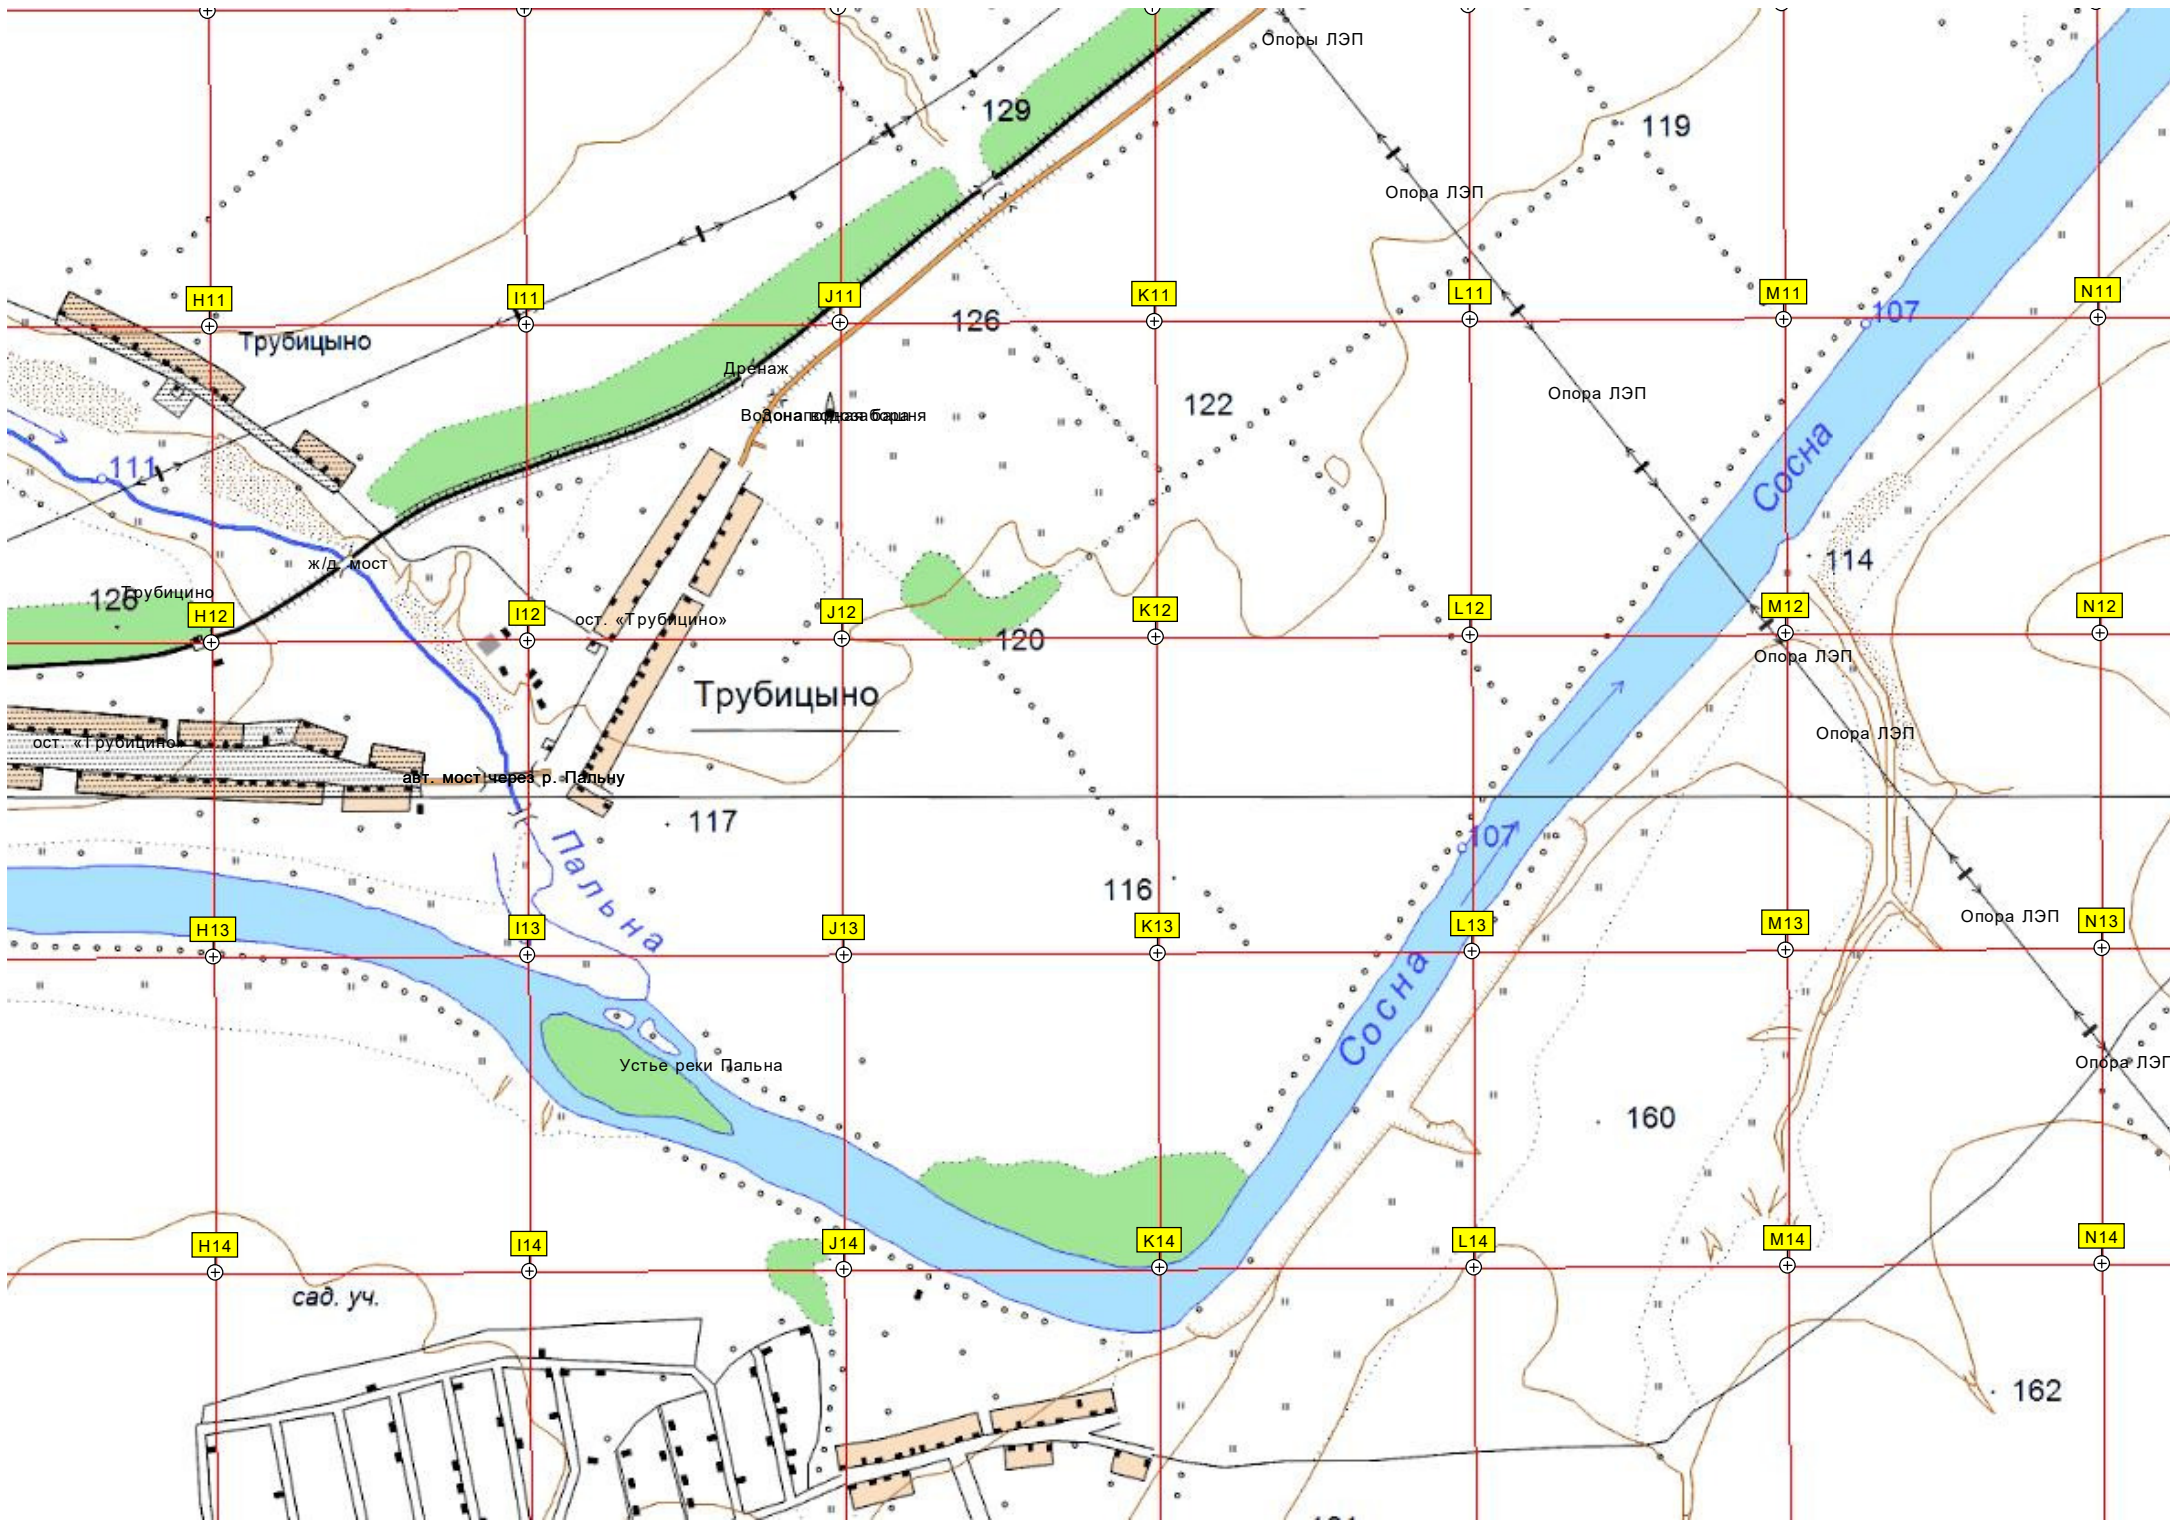 Опоры ЛЭП
129
119
Опора ЛЭП
H11
I11
J11
K11
L11
M11
N11
107
Трубицыно
126
Дренаж
122
Опора ЛЭП
Сосна
111
114
ж/д. мост
Трубицино
126
H12
I12
J12
K12
L12
M12
N12
ост. «Трубицино»
120
Опора ЛЭП
Трубицыно
Опора ЛЭП
ост. «Трубицино»
авт. мост через р. Пальну
117
107
Пальна
116
Опора ЛЭП
H13
I13
J13
K13
L13
M13
N13
Сосна
Устье реки Пальна
Опора ЛЭП
160
H14
I14
J14
K14
L14
M14
N14
сад. уч.
162